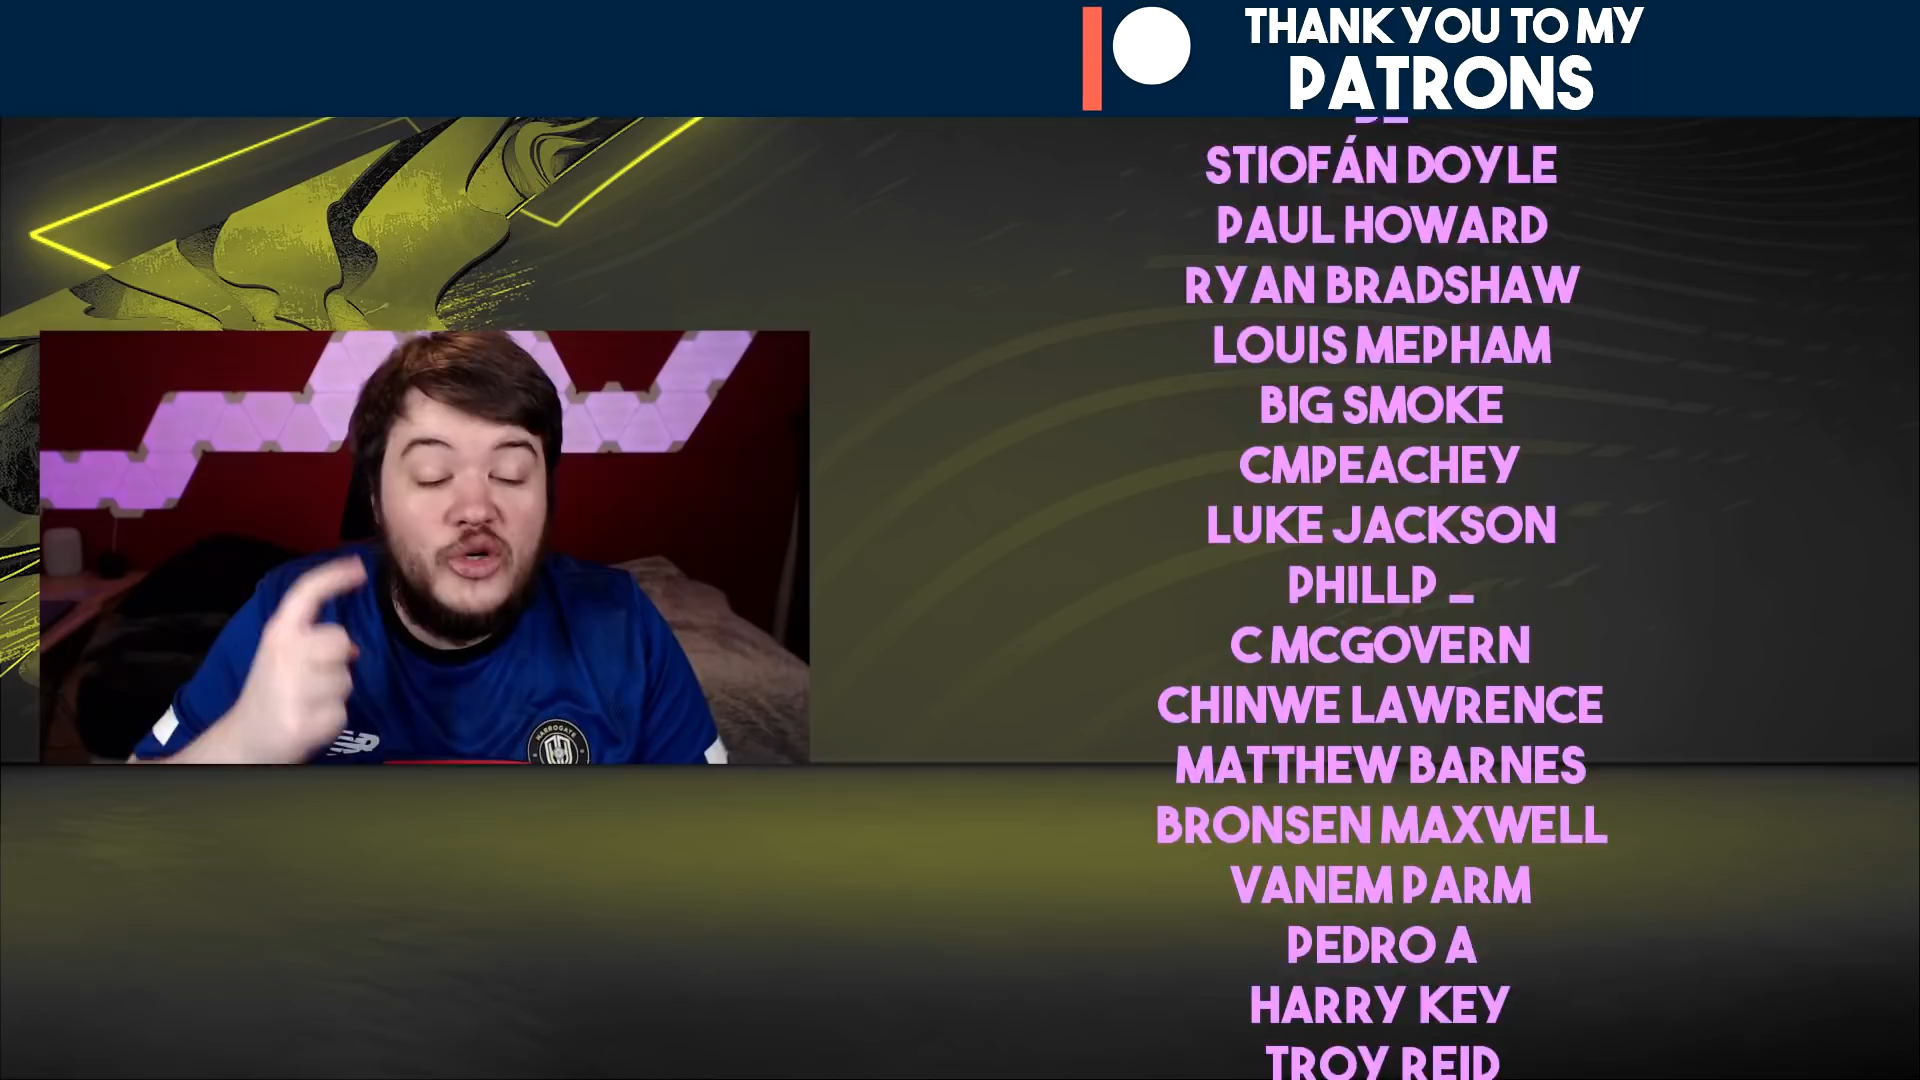 THANK YOU TO MY
PATRONS
STIOFÁN DOYLE
PAUL HOWARD
RYAN BRADSHAW
LOUIS MEPHAM
BIG SMOKE
CMPEACHEY
LUKE JACKSON
PHILLP _
C MCGOVERN
CHINWE LAWRENCE
MATTHEW BARNES
BRONSEN MAXWELL
VANEM PARM
PEDRO A
HARRY KEY
TROY REID
HARROGATE